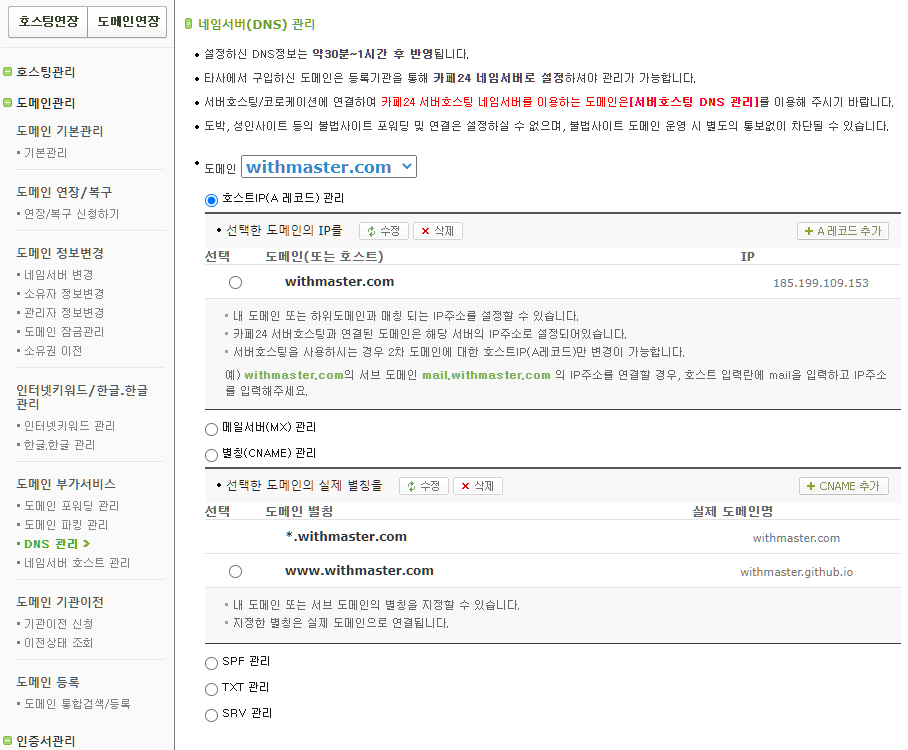 호스팅연장 도메인연장
호스팅관리
도메인관리
도메인 기본관리
기본관리
도메인 연장/복구
연장/복구 신청하기
도메인 정보변경
네임서버 변경
소유자 정보변경
관리자 정보변경
도메인 잠금관리
소유권 이전
인터넷키워드/한글.한글
관리
인터넷키워드 관리
한글.한글 관리
도메인 부가서비스
도메인 포워딩 관리
도메인 파킹 관리
DNS 관리 »
네임서버 호스트 관리
도메인 기관이전
기관이전 신청
이전상태 조회
도메인 등록
도메인 통합검색/등록
인증서관리
네임서버(DNS) 관리
설정하신 DNS정보는 약30분~1시간 후 반영됩니다.
타사에서 구입하신 도메인은 등록기관을 통해 카페24 네임서버로 설정하셔야 관리가 가능합니다.
서버호스팅/코로케이션에 연결하여 카페24 서버호스팅 네임서버를 이용하는 도메인은[서버호스팅 DNS 관리]를 이용해 주시기 바랍니다.
도박, 성인사이트 등의 불법사이트 포워딩 및 연결은 설정하실 수 없으며, 불법사이트 도메인 운영 시 별도의 통보없이 차단될 수 있습니다.
도메인 withmaster.com
호스트IP(A 레코드) 관리
선택한 도메인의 IP를 수정 삭제 + A 레코드 추가
선택 도메인(또는 호스트) IP
withmaster.com 185.199.109.153
내 도메인 또는 하위도메인과 매칭 되는 IP주소를 설정할 수 있습니다.
카페24 서버호스팅과 연결된 도메인은 해당 서버의 IP주소로 설정되어있습니다.
서버호스팅을 사용하시는 경우 2차 도메인에 대한 호스트IP(A레코드)만 변경이 가능합니다.
예) withmaster.com의 서브 도메인 mail.withmaster.com 의 IP주소를 연결할 경우, 호스트 입력란에 mail을 입력하고 IP주소
를 입력해주세요.
메일서버(MX) 관리
별칭(CNAME) 관리
선택한 도메인의 실제 별칭을 수정 삭제 + CNAME 추가
선택 도메인 별칭 실제 도메인명
*.withmaster.com withmaster.com
www.withmaster.com withmaster.github.io
내 도메인 또는 서브 도메인의 별칭을 지정할 수 있습니다.
지정한 별칭은 실제 도메인으로 연결됩니다.
SPF 관리
TXT 관리
SRV 관리